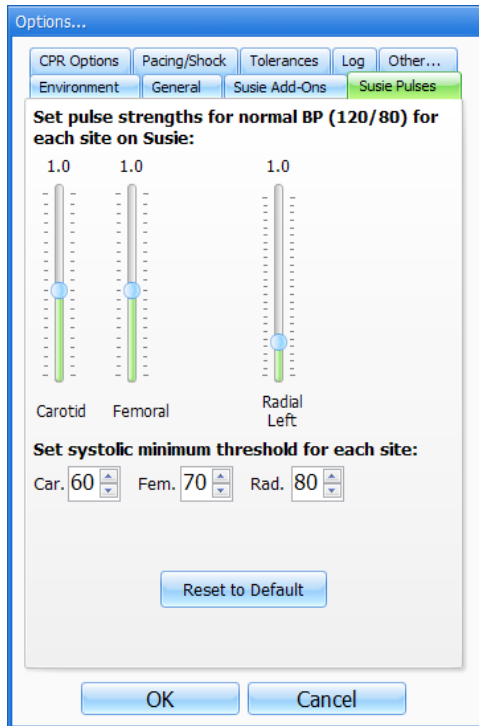 Options...
CPR Options Pacing/Shock Tolerances Log Other...
Environment General Susie Add-Ons Susie Pulses
Set pulse strengths for normal BP (120/80) for
each site on Susie:
1.0 1.0 1.0
Carotid Femoral Radial
Left
Set systolic minimum threshold for each site:
Car. 60 Fem. 70 Rad. 80
Reset to Default
OK Cancel